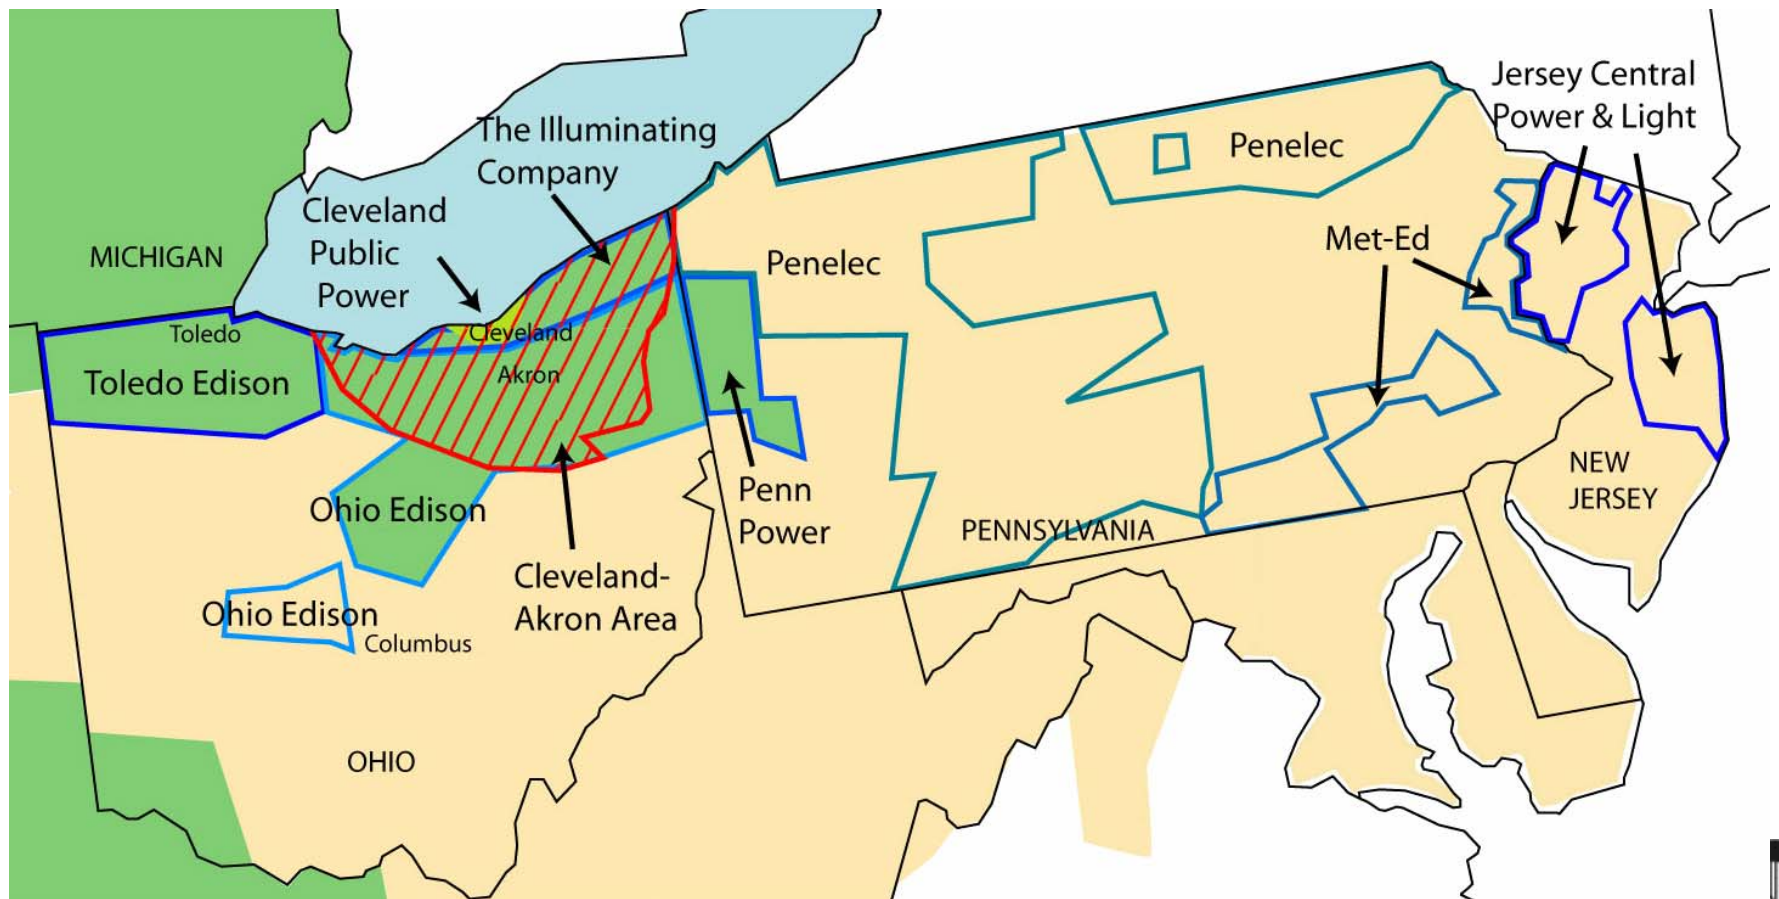 Jersey Central
Power & Light
The Illuminating
Company
Penelec
Cleveland
Public
Power
MICHIGAN
Penelec
Met-Ed
Toledo
Cleveland
Toledo Edison
Akron
NEW
JERSEY
Penn
Power
Ohio Edison
PENNSYLVANIA
Cleveland-
Akron Area
Ohio Edison
Columbus
OHIO